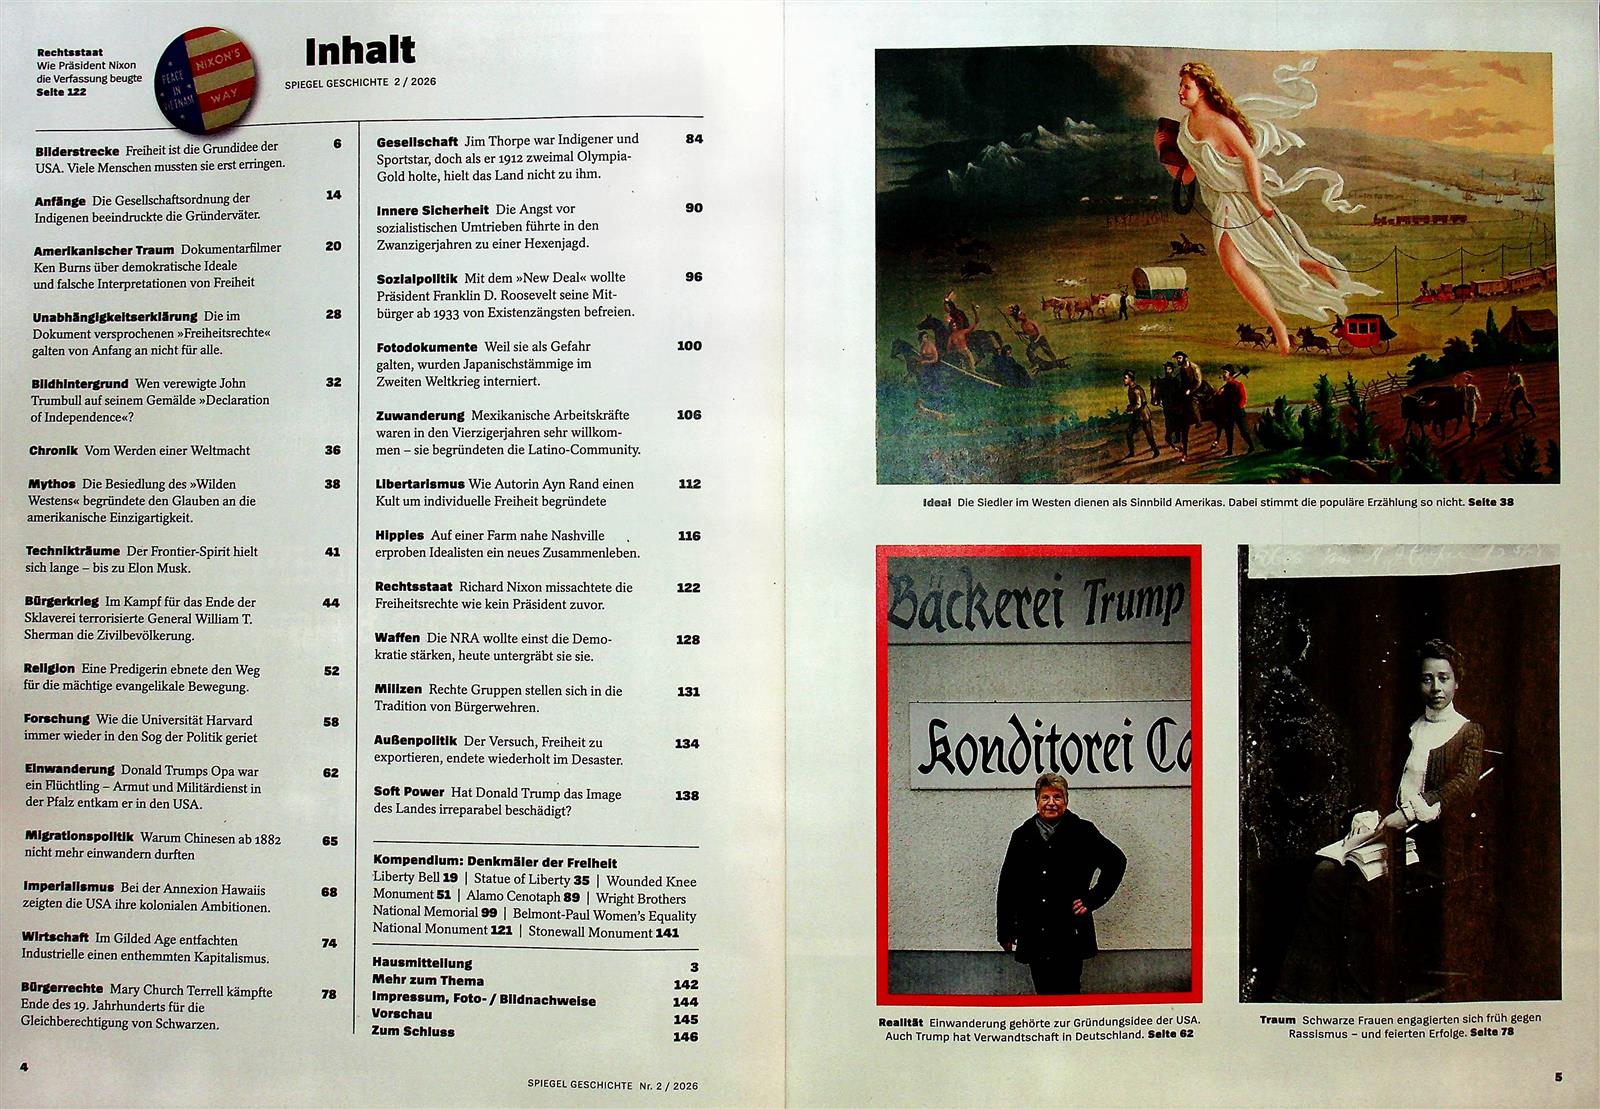 Rechtsstaat
Wie Präsident Nixon
die Verfassung beugte
Seite 122
PEACE
IN
VIETNAM
NIXON'S
WAY
Inhalt
SPIEGEL GESCHICHTE 2 / 2026
Bilderstrecke Freiheit ist die Grundidee der 6
USA. Viele Menschen mussten sie erst erringen.
Anfänge Die Gesellschaftsordnung der 14
Indigenen beeindruckte die Gründerväter.
Amerikanischer Traum Dokumentarfilmer 20
Ken Burns über demokratische Ideale
und falsche Interpretationen von Freiheit
Unabhängigkeitserklärung Die im 28
Dokument versprochenen »Freiheitsrechte«
galten von Anfang an nicht für alle.
Bildhintergrund Wen verewigte John 32
Trumbull auf seinem Gemälde »Declaration
of Independence«?
Chronik Vom Werden einer Weltmacht 36
Mythos Die Besiedlung des »Wilden 38
Westens« begründete den Glauben an die
amerikanische Einzigartigkeit.
Technikträume Der Frontier-Spirit hielt 41
sich lange – bis zu Elon Musk.
Bürgerkrieg Im Kampf für das Ende der 44
Sklaverei terrorisierte General William T.
Sherman die Zivilbevölkerung.
Religion Eine Predigerin ebnete den Weg 52
für die mächtige evangelikale Bewegung.
Forschung Wie die Universität Harvard 58
immer wieder in den Sog der Politik geriet
Einwanderung Donald Trumps Opa war 62
ein Flüchtling – Armut und Militärdienst in
der Pfalz entkam er in den USA.
Migrationspolitik Warum Chinesen ab 1882 65
nicht mehr einwandern durften
Imperialismus Bei der Annexion Hawaiis 68
zeigten die USA ihre kolonialen Ambitionen.
Wirtschaft Im Gilded Age entfachten 74
Industrielle einen enthemmten Kapitalismus.
Bürgerrechte Mary Church Terrell kämpfte 78
Ende des 19. Jahrhunderts für die
Gleichberechtigung von Schwarzen.
4
Gesellschaft Jim Thorpe war Indigener und 84
Sportstar, doch als er 1912 zweimal Olympia-
Gold holte, hielt das Land nicht zu ihm.
Innere Sicherheit Die Angst vor 90
sozialistischen Umtrieben führte in den
Zwanzigerjahren zu einer Hexenjagd.
Sozialpolitik Mit dem »New Deal« wollte 96
Präsident Franklin D. Roosevelt seine Mit-
bürger ab 1933 von Existenzängsten befreien.
Fotodokumente Weil sie als Gefahr 100
galten, wurden Japanischstämmige im
Zweiten Weltkrieg interniert.
Zuwanderung Mexikanische Arbeitskräfte 106
waren in den Vierzigerjahren sehr willkom-
men – sie begründeten die Latino-Community.
Libertarismus Wie Autorin Ayn Rand einen 112
Kult um individuelle Freiheit begründete
Hippies Auf einer Farm nahe Nashville 116
erproben Idealisten ein neues Zusammenleben.
Rechtsstaat Richard Nixon missachtete die 122
Freiheitsrechte wie kein Präsident zuvor.
Waffen Die NRA wollte einst die Demo- 128
kratie stärken, heute untergräbt sie sie.
Milizen Rechte Gruppen stellen sich in die 131
Tradition von Bürgerwehren.
Außenpolitik Der Versuch, Freiheit zu 134
exportieren, endete wiederholt im Desaster.
Soft Power Hat Donald Trump das Image 138
des Landes irreparabel beschädigt?
Kompendium: Denkmäler der Freiheit
Liberty Bell 19 | Statue of Liberty 35 | Wounded Knee
Monument 51 | Alamo Cenotaph 89 | Wright Brothers
National Memorial 99 | Belmont-Paul Women's Equality
National Monument 121 | Stonewall Monument 141
Hausmitteilung 3
Mehr zum Thema 142
Impressum, Foto- / Bildnachweise 144
Vorschau 145
Zum Schluss 146
SPIEGEL GESCHICHTE Nr. 2 / 2026
Ideal Die Siedler im Westen dienen als Sinnbild Amerikas. Dabei stimmt die populäre Erzählung so nicht. Seite 38
Bäckerei Trump
Konditorei Ca
Realität Einwanderung gehörte zur Gründungsidee der USA.
Auch Trump hat Verwandtschaft in Deutschland. Seite 62
Traum Schwarze Frauen engagierten sich früh gegen
Rassismus – und feierten Erfolge. Seite 78
5